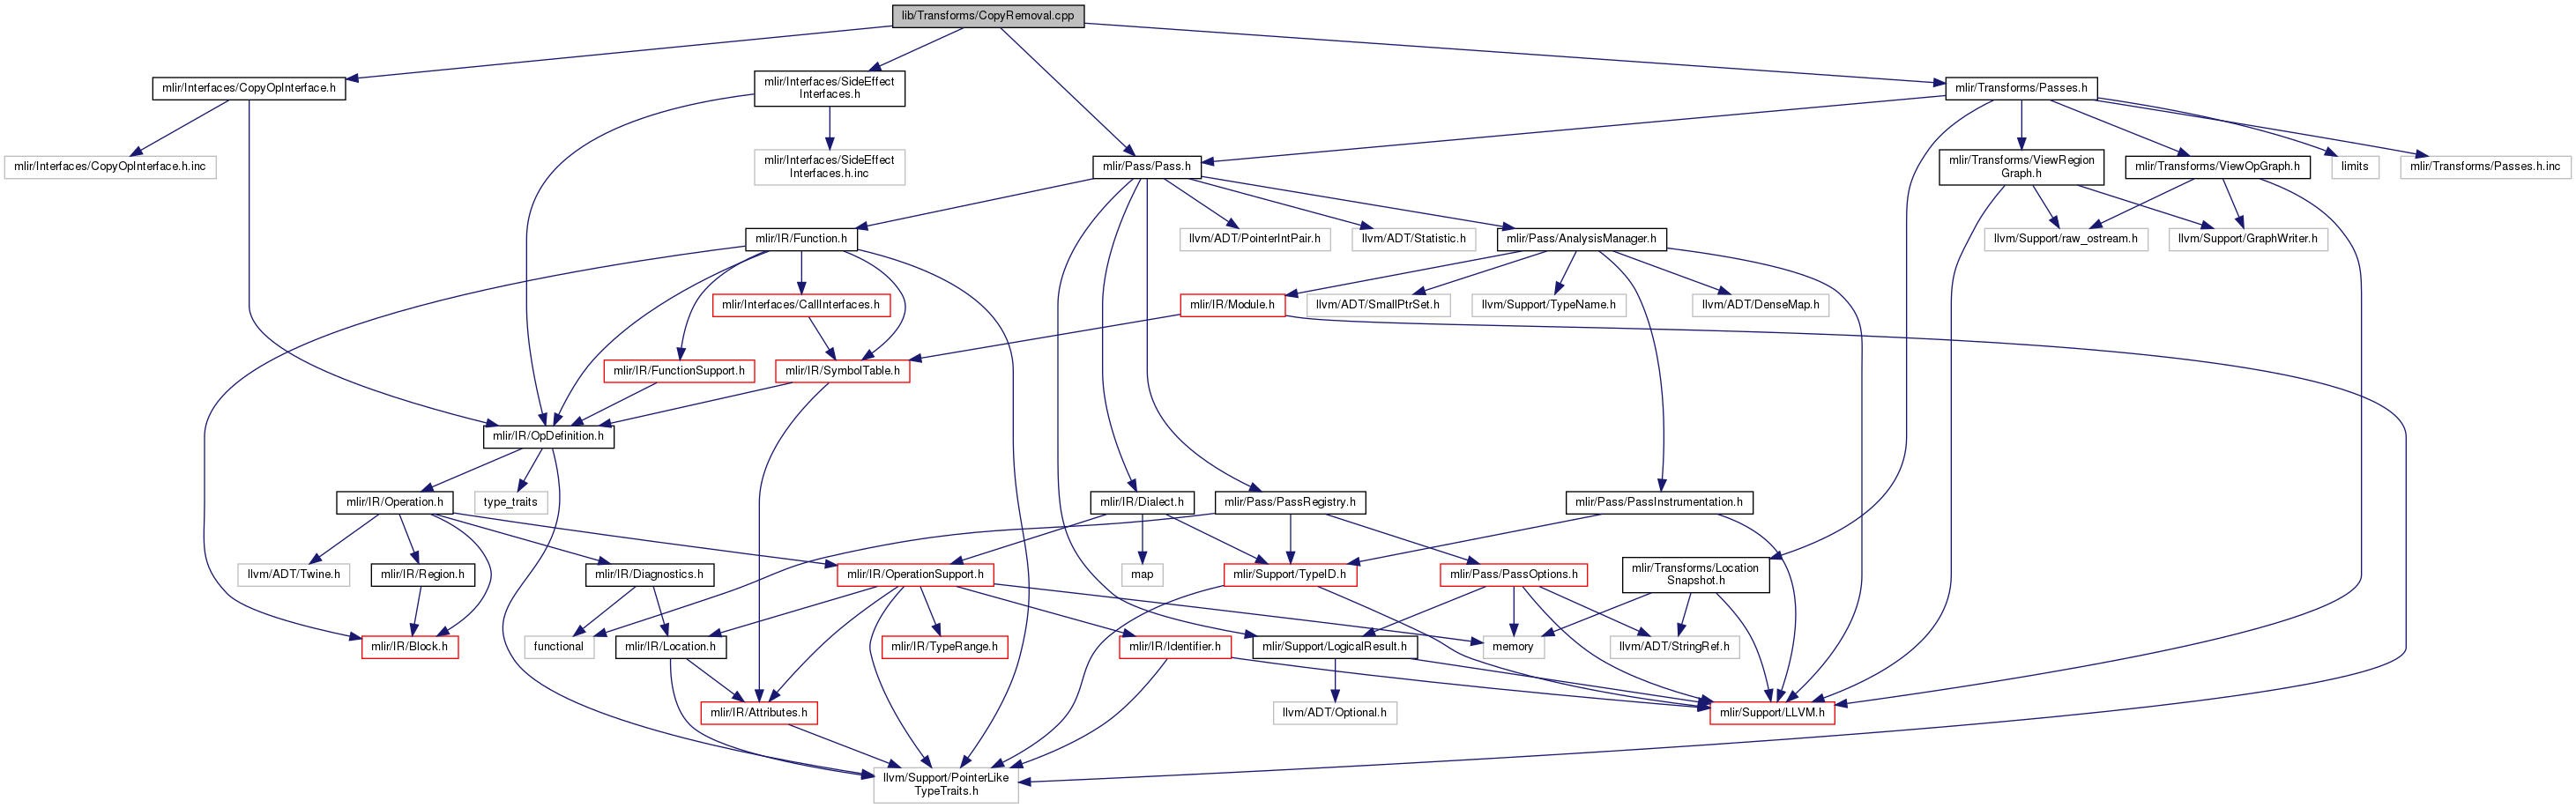 lib/Transforms/CopyRemoval.cpp
mlir/Interfaces/CopyOpInterface.h
mlir/Interfaces/SideEffect
Interfaces.h
mlir/Transforms/Passes.h
mlir/Interfaces/CopyOpInterface.h.inc
mlir/Interfaces/SideEffect
Interfaces.h.inc
mlir/Pass/Pass.h
mlir/Transforms/ViewRegion
Graph.h
mlir/Transforms/ViewOpGraph.h
limits
mlir/Transforms/Passes.h.inc
mlir/IR/Function.h
llvm/ADT/PointerIntPair.h
llvm/ADT/Statistic.h
mlir/Pass/AnalysisManager.h
llvm/Support/raw_ostream.h
llvm/Support/GraphWriter.h
mlir/Interfaces/CallInterfaces.h
mlir/IR/Module.h
llvm/ADT/SmallPtrSet.h
llvm/Support/TypeName.h
llvm/ADT/DenseMap.h
mlir/IR/FunctionSupport.h
mlir/IR/SymbolTable.h
mlir/IR/OpDefinition.h
mlir/IR/Operation.h
type_traits
mlir/IR/Dialect.h
mlir/Pass/PassRegistry.h
mlir/Pass/PassInstrumentation.h
llvm/ADT/Twine.h
mlir/IR/Region.h
mlir/IR/Diagnostics.h
mlir/IR/OperationSupport.h
map
mlir/Support/TypeID.h
mlir/Pass/PassOptions.h
mlir/Transforms/Location
Snapshot.h
mlir/IR/Block.h
functional
mlir/IR/Location.h
mlir/IR/TypeRange.h
mlir/IR/Identifier.h
mlir/Support/LogicalResult.h
memory
llvm/ADT/StringRef.h
mlir/IR/Attributes.h
llvm/ADT/Optional.h
mlir/Support/LLVM.h
llvm/Support/PointerLike
TypeTraits.h